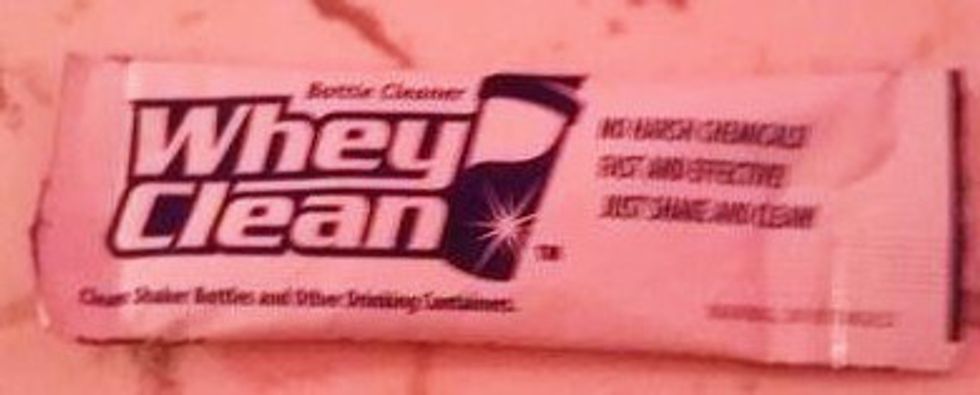 Bottle Cleaner
Whey
Clean
TM
Cleans Shaker Bottles and Other Drinking Containers
NO HARSH CHEMICALS
FAST AND EFFECTIVE
JUST SHAKE AND CLEAN